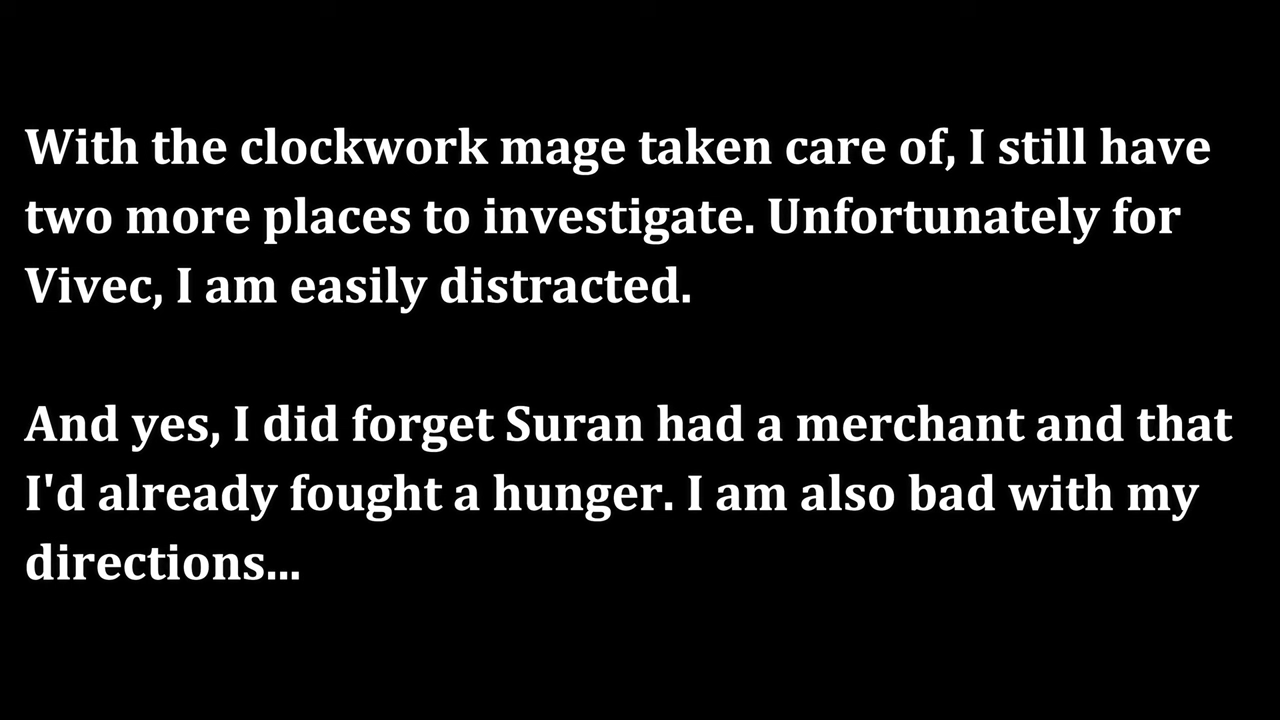 With the clockwork mage taken care of, I still have
two more places to investigate. Unfortunately for
Vivec, I am easily distracted.
And yes, I did forget Suran had a merchant and that
I'd already fought a hunger. I am also bad with my
directions...